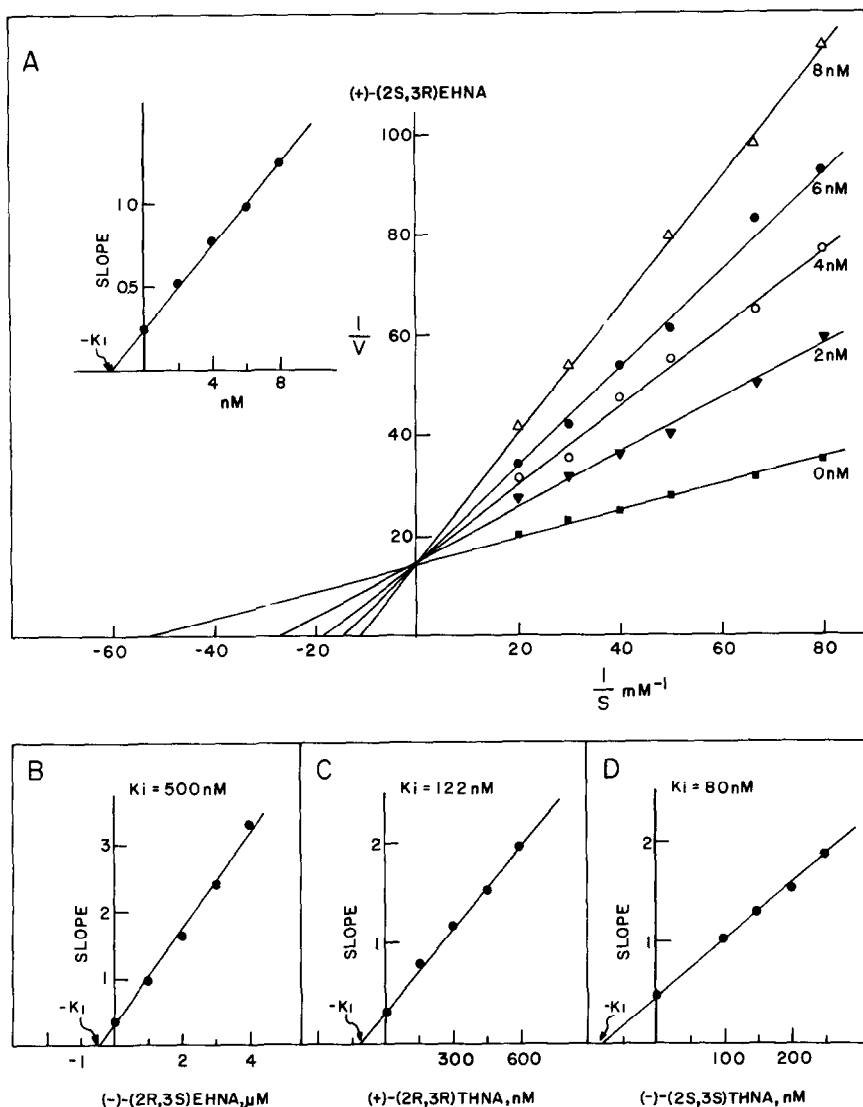 A
(+)-(2S,3R)EHNA
8nM
100
6nM
1.0
80
4nM
SLOPE
0.5
1
V
60
2nM
-Ki
4 8
nM
40
0nM
20
-60 -40 -20 20 40 60 80
1
S mM⁻¹
B
Ki = 500nM
3
2
1
SLOPE
-Ki
-1 2 4
(-)-(2R,3S)EHNA,μM
C
Ki = 122nM
2
1
SLOPE
-Ki
300 600
(+)-(2R,3R)THNA,nM
D
Ki = 80nM
2
1
SLOPE
-Ki
100 200
(-)-(2S,3S)THNA, nM